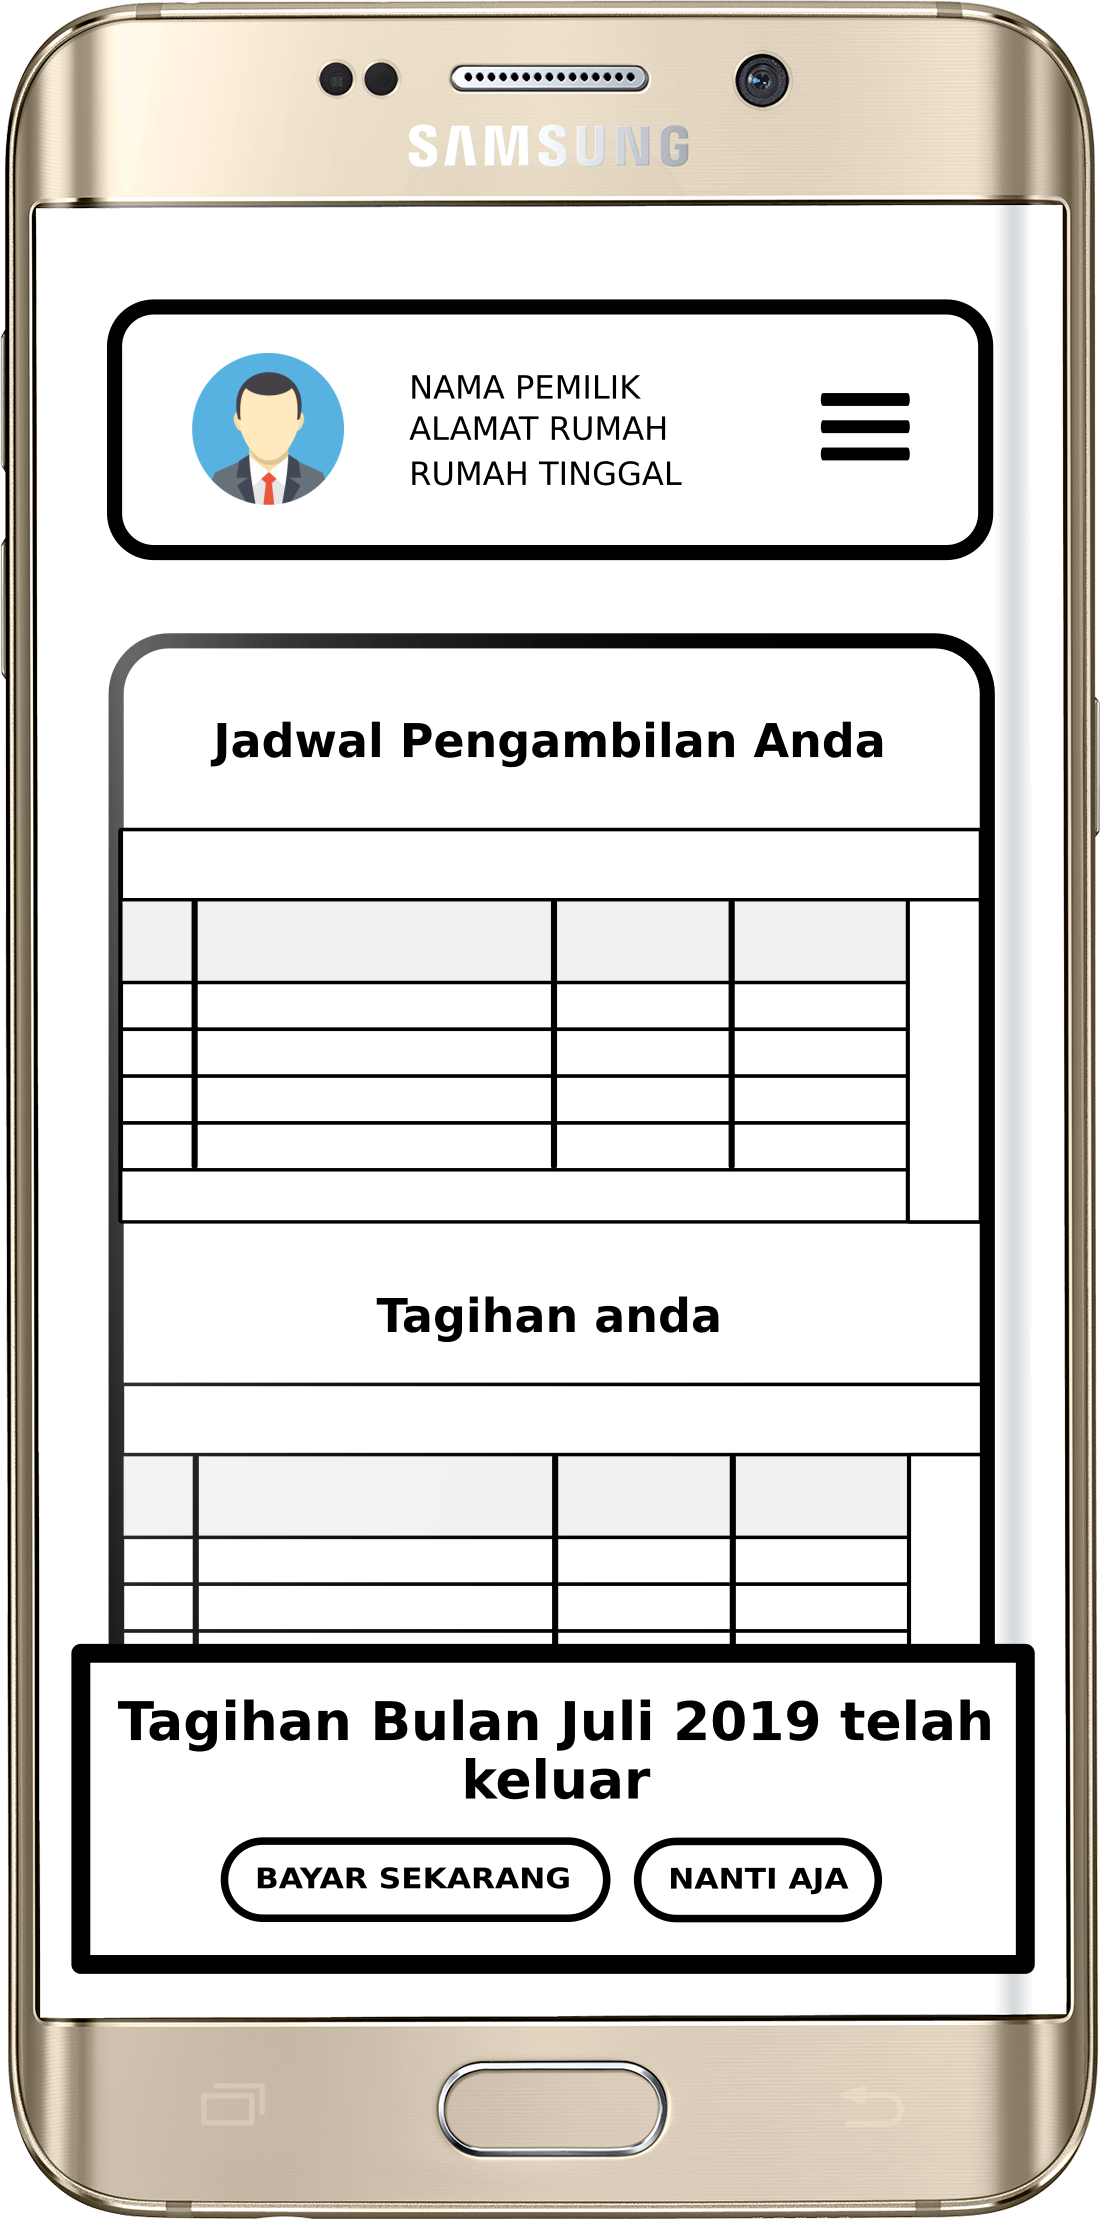 SAMSUNG
NAMA PEMILIK
ALAMAT RUMAH
RUMAH TINGGAL
Jadwal Pengambilan Anda
Tagihan anda
Tagihan Bulan Juli 2019 telah
keluar
BAYAR SEKARANG
NANTI AJA